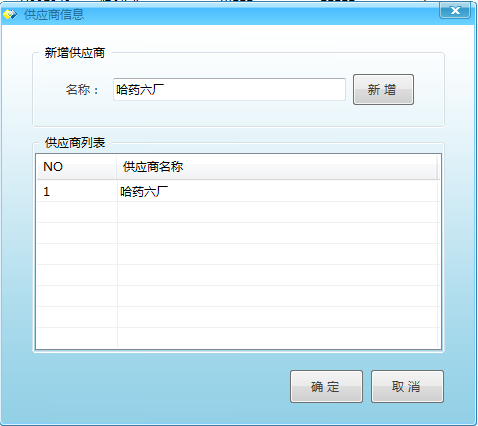 供应商信息
新增供应商
名称： 哈药六厂 新 增
供应商列表
NO 供应商名称
1 哈药六厂
确 定 取 消